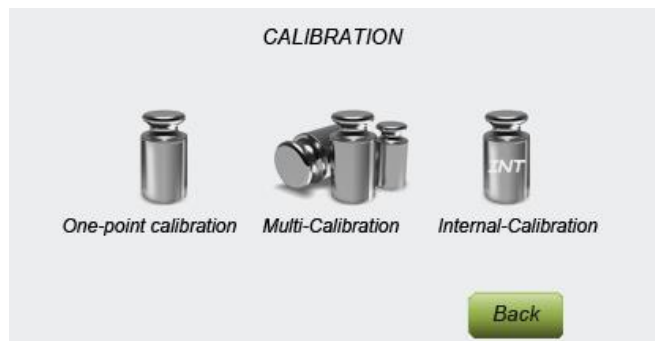 CALIBRATION
INT
One-point calibration
Multi-Calibration
Internal-Calibration
Back